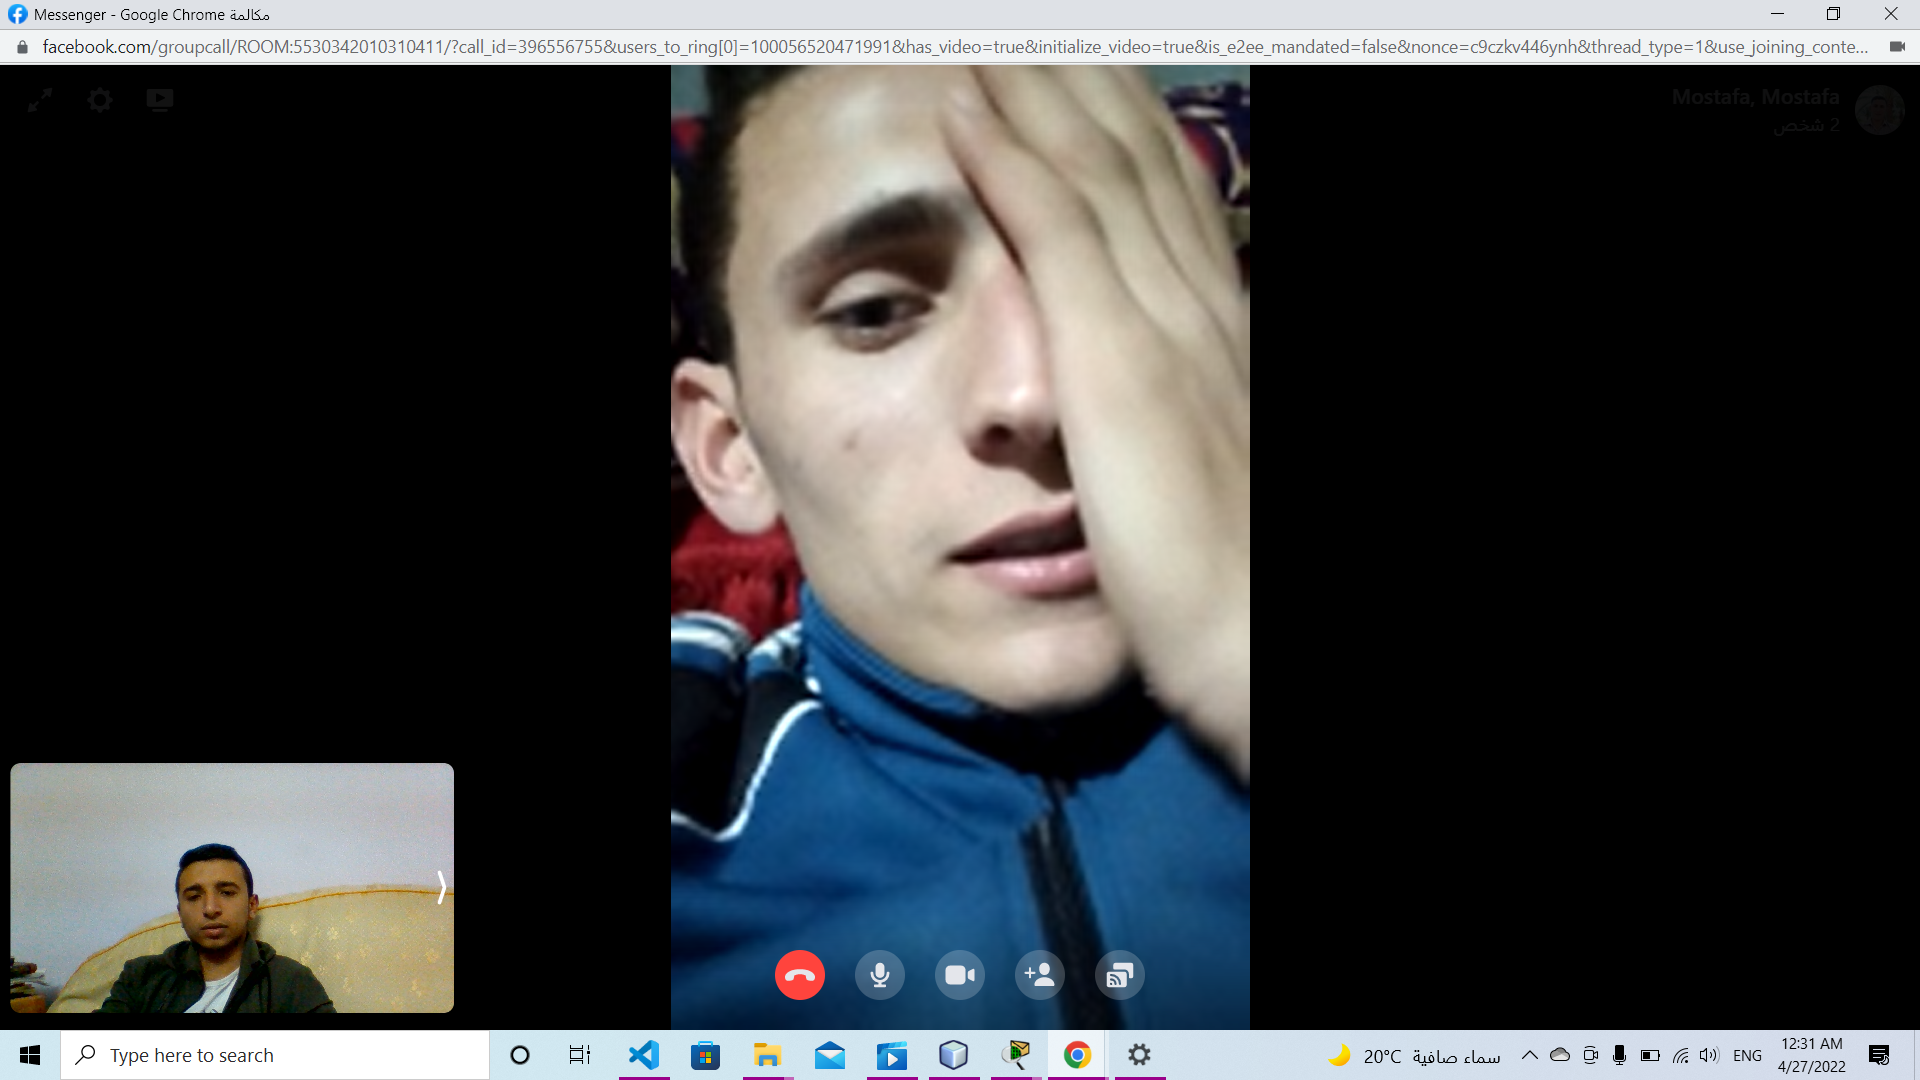 مكالمة Messenger - Google Chrome
facebook.com/groupcall/ROOM:5530342010310411/?call_id=396556755&users_to_ring[0]=100056520471991&has_video=true&initialize_video=true&is_e2ee_mandated=false&nonce=c9czkv446ynh&thread_type=1&use_joining_conte...
Mostafa, Mostafa
2 شخص
Type here to search
20°C سماء صافية
ENG
12:31 AM
4/27/2022